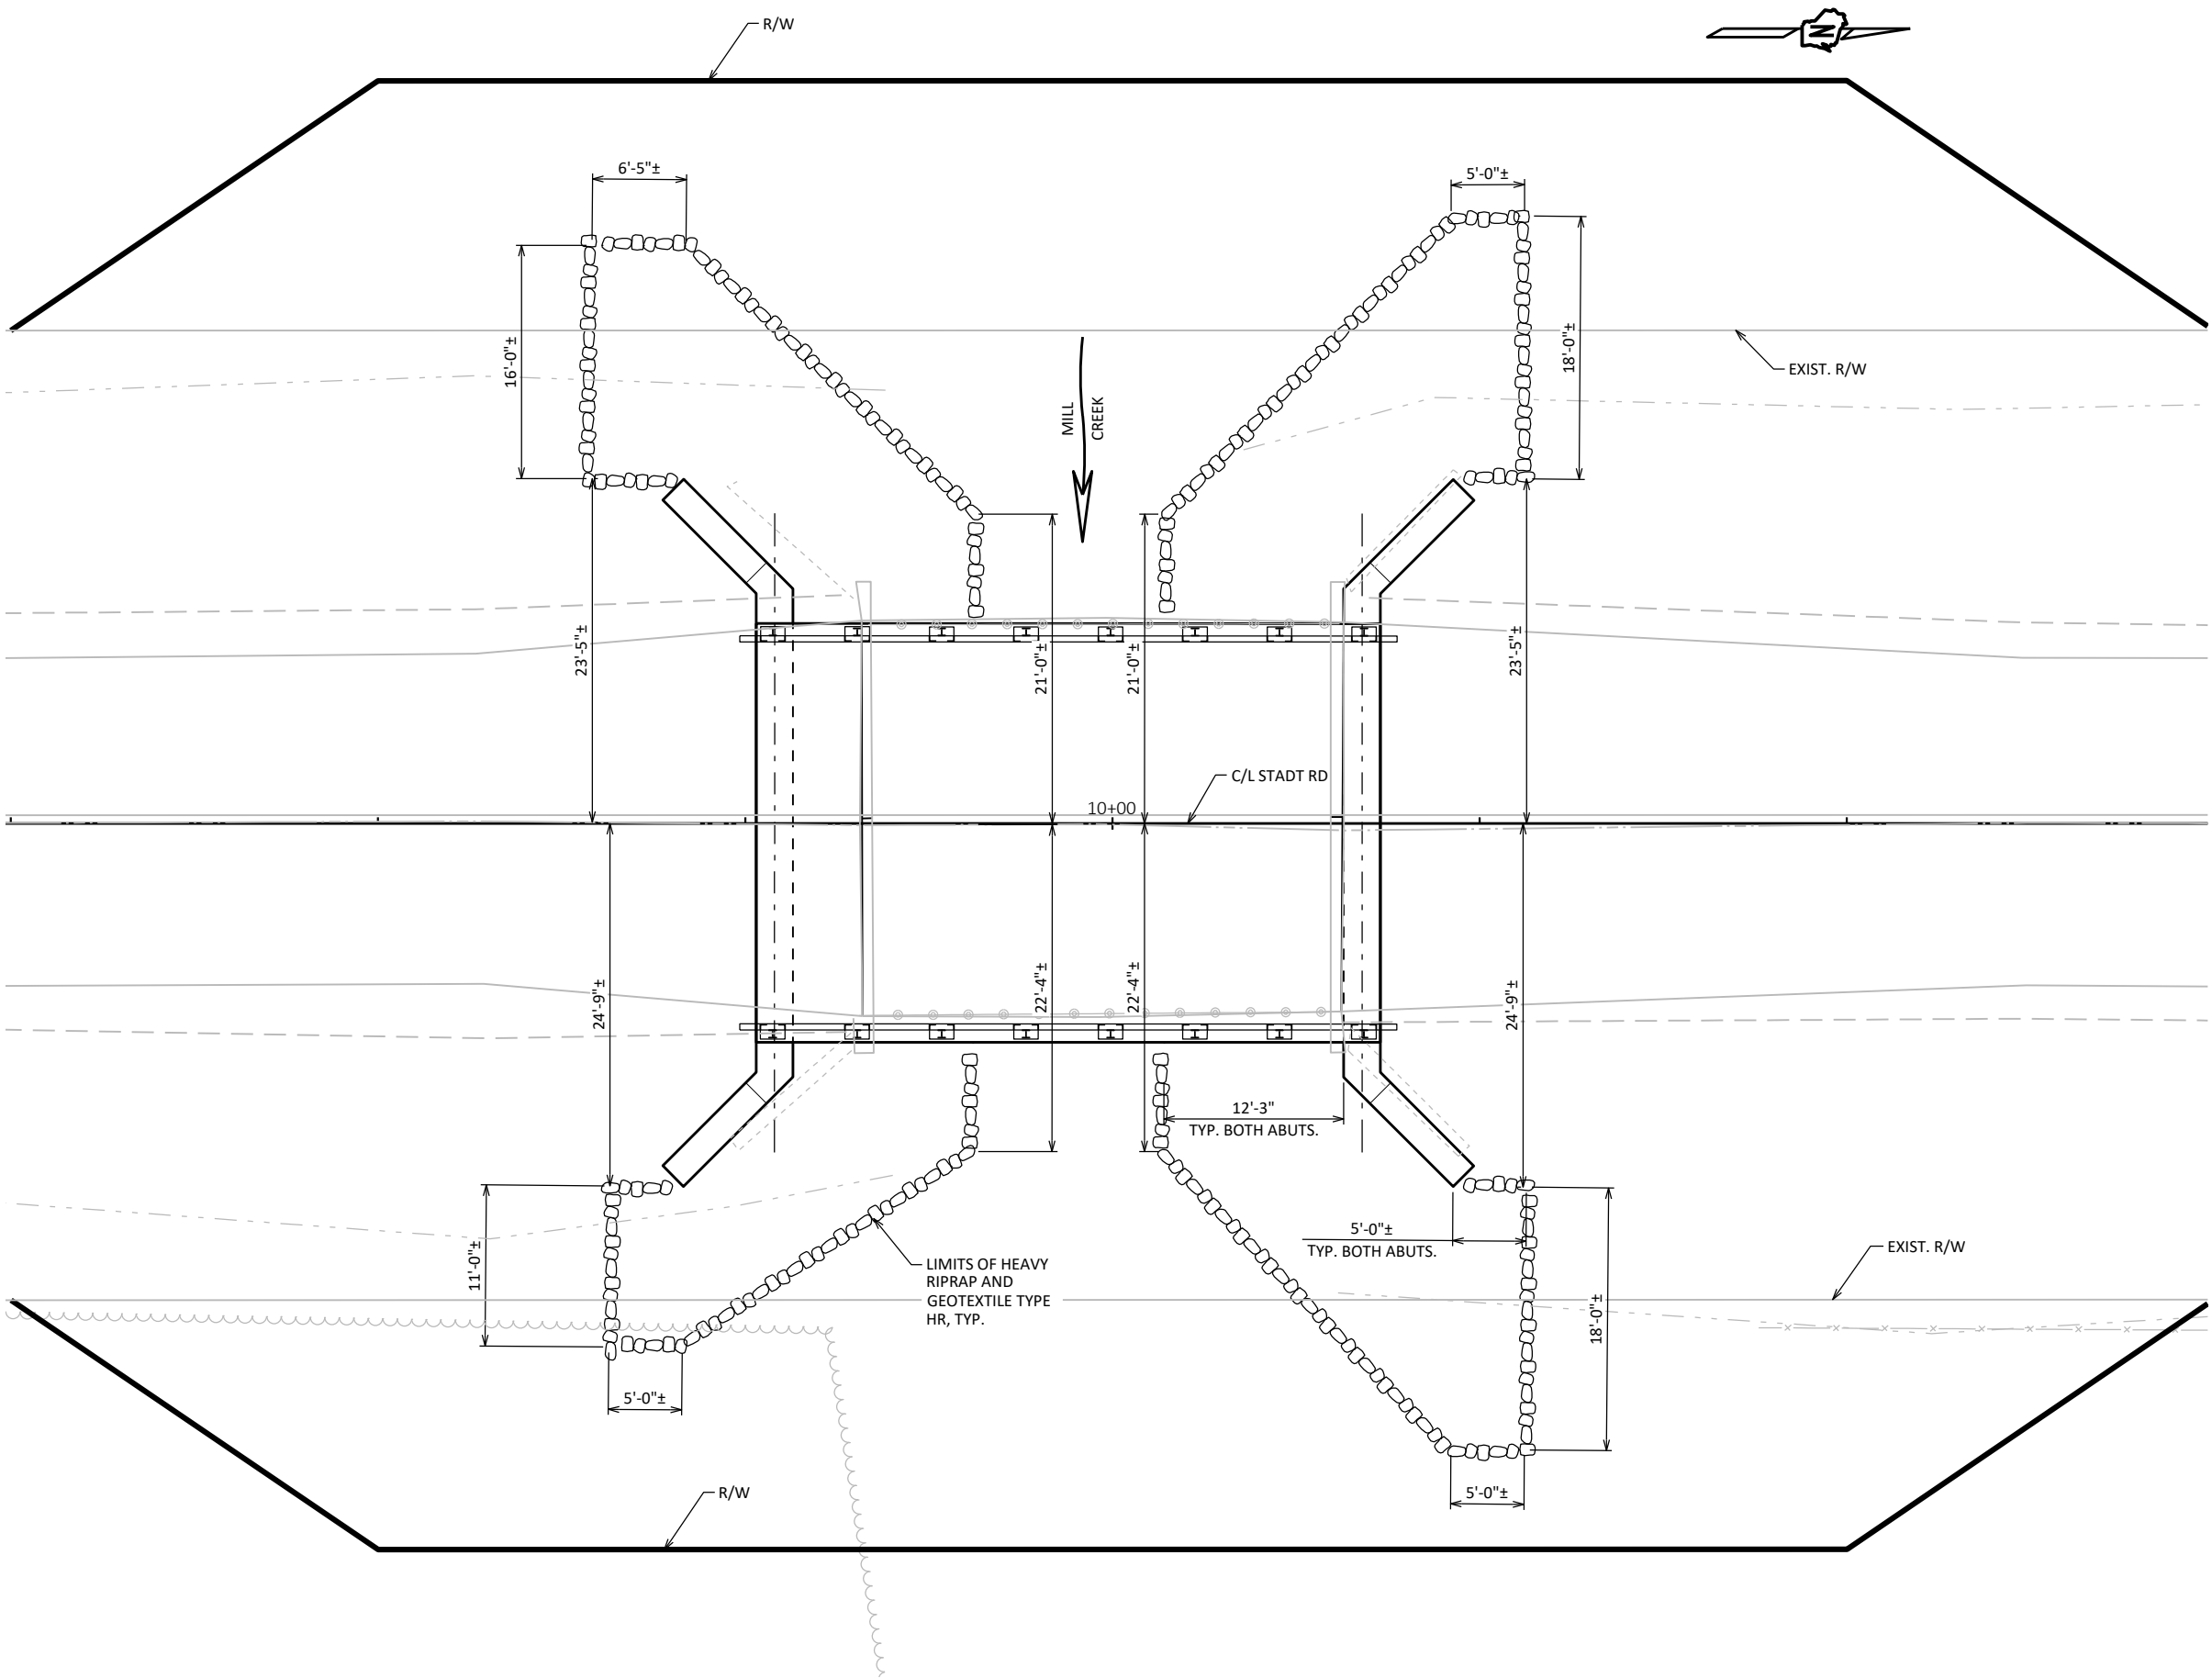 R/W
N
6'-5"±
5'-0"±
16'-0"±
18'-0"±
EXIST. R/W
MILL
CREEK
23'-5"±
21'-0"±
21'-0"±
23'-5"±
C/L STADT RD
10+00
24'-9"±
22'-4"±
22'-4"±
24'-9"±
12'-3"
TYP. BOTH ABUTS.
11'-0"±
5'-0"±
TYP. BOTH ABUTS.
EXIST. R/W
LIMITS OF HEAVY
RIPRAP AND
GEOTEXTILE TYPE
HR, TYP.
18'-0"±
5'-0"±
R/W
5'-0"±